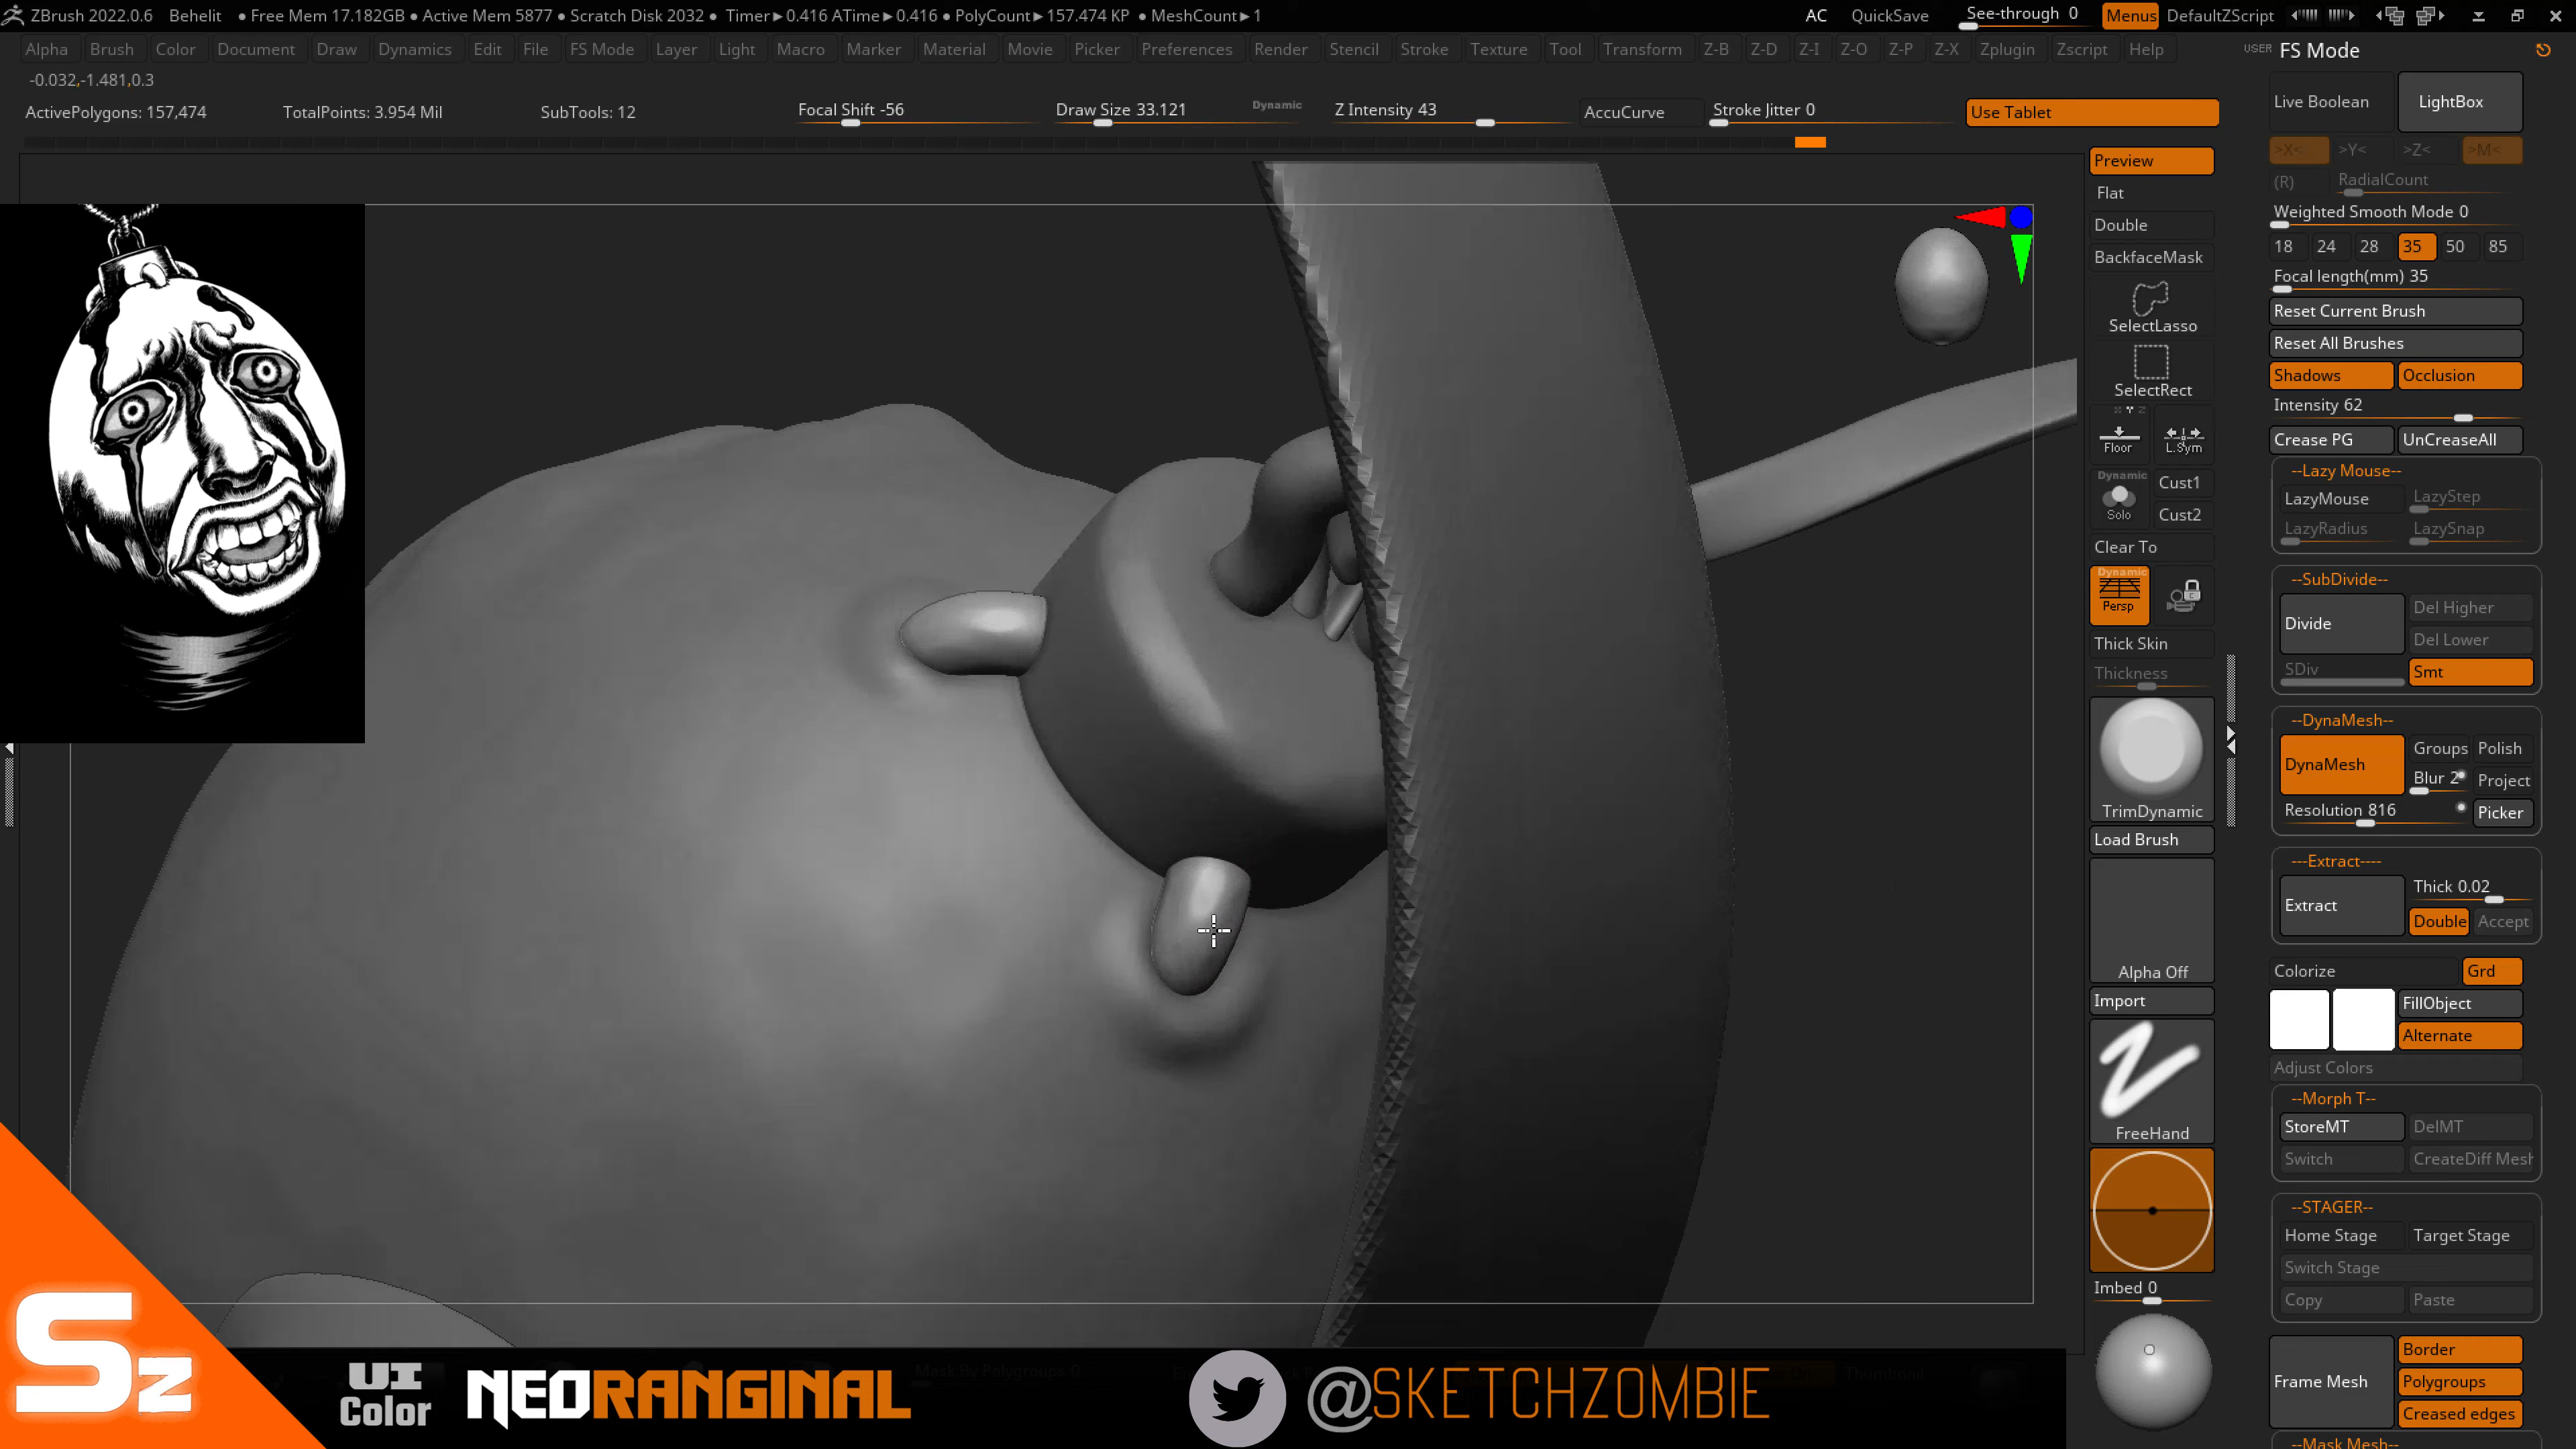 ZBrush 2022.0.6 Behelit ● Free Mem 17.182GB ● Active Mem 5877 ● Scratch Disk 2032 ● Timer►0.416 ATime►0.416 ● PolyCount►157.474 KP ● MeshCount►1 AC QuickSave See-through 0 Menus DefaultZScript
Alpha Brush Color Document Draw Dynamics Edit File FS Mode Layer Light Macro Marker Material Movie Picker Preferences Render Stencil Stroke Texture Tool Transform Z-B Z-D Z-I Z-O Z-P Z-X Zplugin Zscript Help
USER FS Mode
-0.032,-1.481,0.3
ActivePolygons: 157,474 TotalPoints: 3.954 Mil SubTools: 12
Focal Shift -56 Draw Size 33.121 Dynamic Z Intensity 43 AccuCurve Stroke Jitter 0 Use Tablet
Preview
Flat
Double
BackfaceMask
SelectLasso
SelectRect
Floor L.Sym
Dynamic
Solo
Cust1
Cust2
Clear To
Dynamic
Persp
Thick Skin
Thickness
TrimDynamic
Load Brush
Alpha Off
Import
FreeHand
Imbed 0
Live Boolean LightBox
>X< >Y< >Z< >M<
(R) RadialCount
Weighted Smooth Mode 0
18 24 28 35 50 85
Focal length(mm) 35
Reset Current Brush
Reset All Brushes
Shadows Occlusion
Intensity 62
Crease PG UnCreaseAll
--Lazy Mouse--
LazyMouse LazyStep
LazyRadius LazySnap
--SubDivide--
Divide Del Higher
Del Lower
SDiv Smt
--DynaMesh--
DynaMesh Groups Polish
Blur 2 Project
Resolution 816 Picker
---Extract----
Extract Thick 0.02
Double Accept
Colorize Grd
FillObject
Alternate
Adjust Colors
--Morph T--
StoreMT DelMT
Switch CreateDiff Mesh
--STAGER--
Home Stage Target Stage
Switch Stage
Copy Paste
Frame Mesh Border
Polygroups
Creased edges
--Mask Mesh--
Mask By Polygroups 0
Thumbnail
Sz
UI
Color
NEORANGINAL
@SKETCHZOMBIE